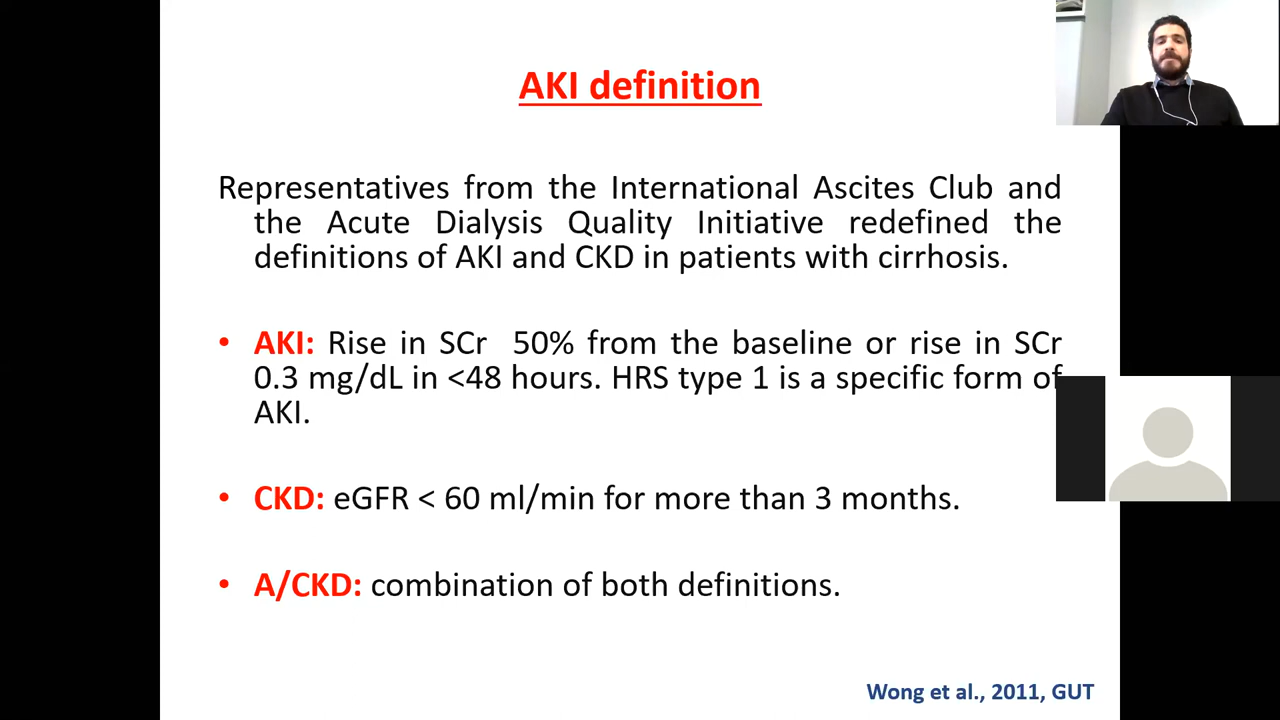 AKI definition
Representatives from the International Ascites Club and
the Acute Dialysis Quality Initiative redefined the
definitions of AKI and CKD in patients with cirrhosis.
• AKI: Rise in SCr 50% from the baseline or rise in SCr
0.3 mg/dL in <48 hours. HRS type 1 is a specific form of
AKI.
• CKD: eGFR < 60 ml/min for more than 3 months.
• A/CKD: combination of both definitions.
Wong et al., 2011, GUT